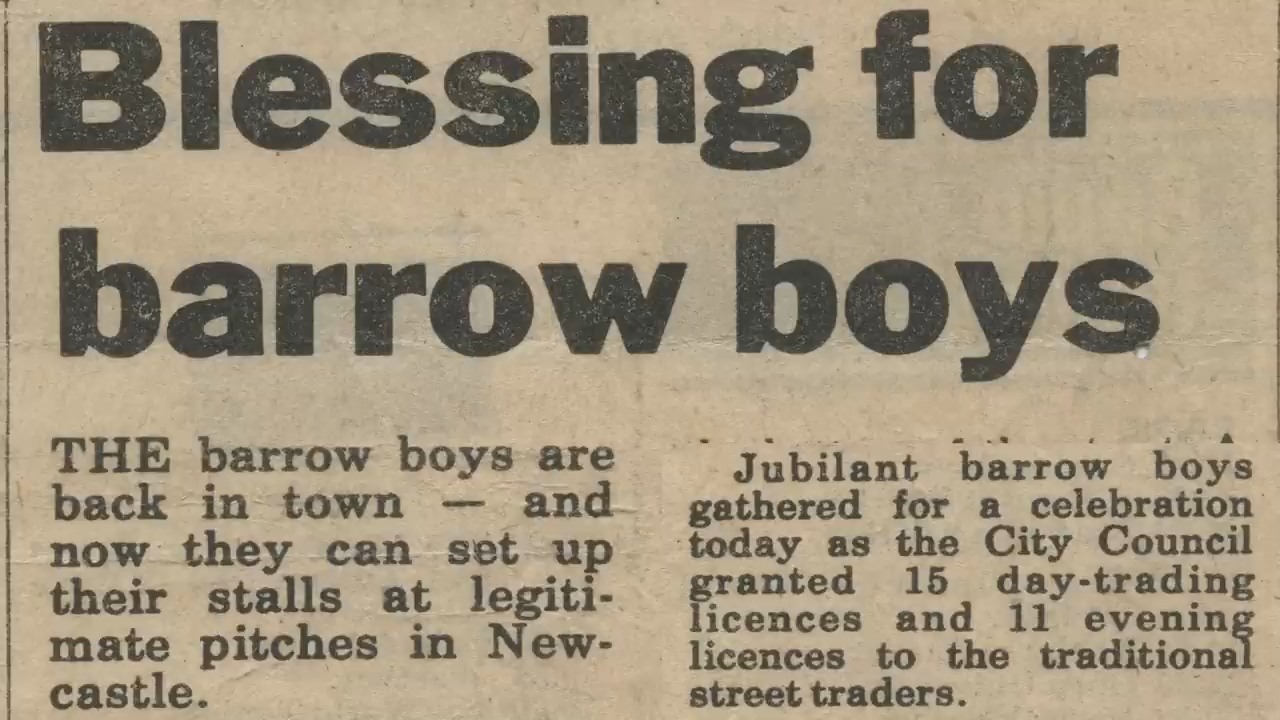 Blessing for
barrow boys
THE barrow boys are
back in town — and
now they can set up
their stalls at legiti-
mate pitches in New-
castle.
Jubilant barrow boys
gathered for a celebration
today as the City Council
granted 15 day-trading
licences and 11 evening
licences to the traditional
street traders.